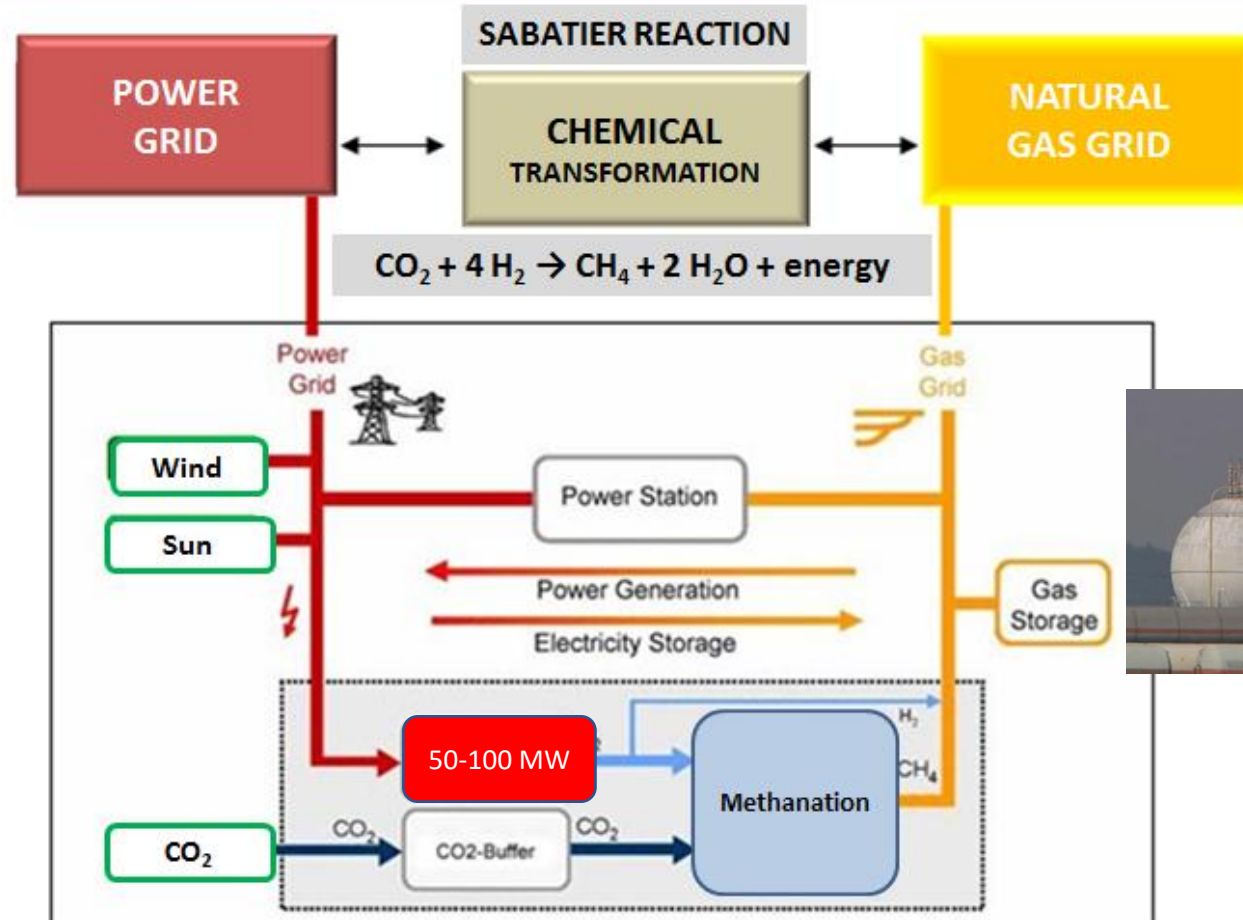 SABATIER REACTION
POWER
GRID
CHEMICAL
TRANSFORMATION
NATURAL
GAS GRID
CO₂ + 4 H₂ → CH₄ + 2 H₂O + energy
Power
Grid
Gas
Grid
Wind
Sun
Power Station
Power Generation
Electricity Storage
Gas
Storage
H₂
50-100 MW
CH₄
Methanation
CO₂
CO₂
CO₂
CO2-Buffer